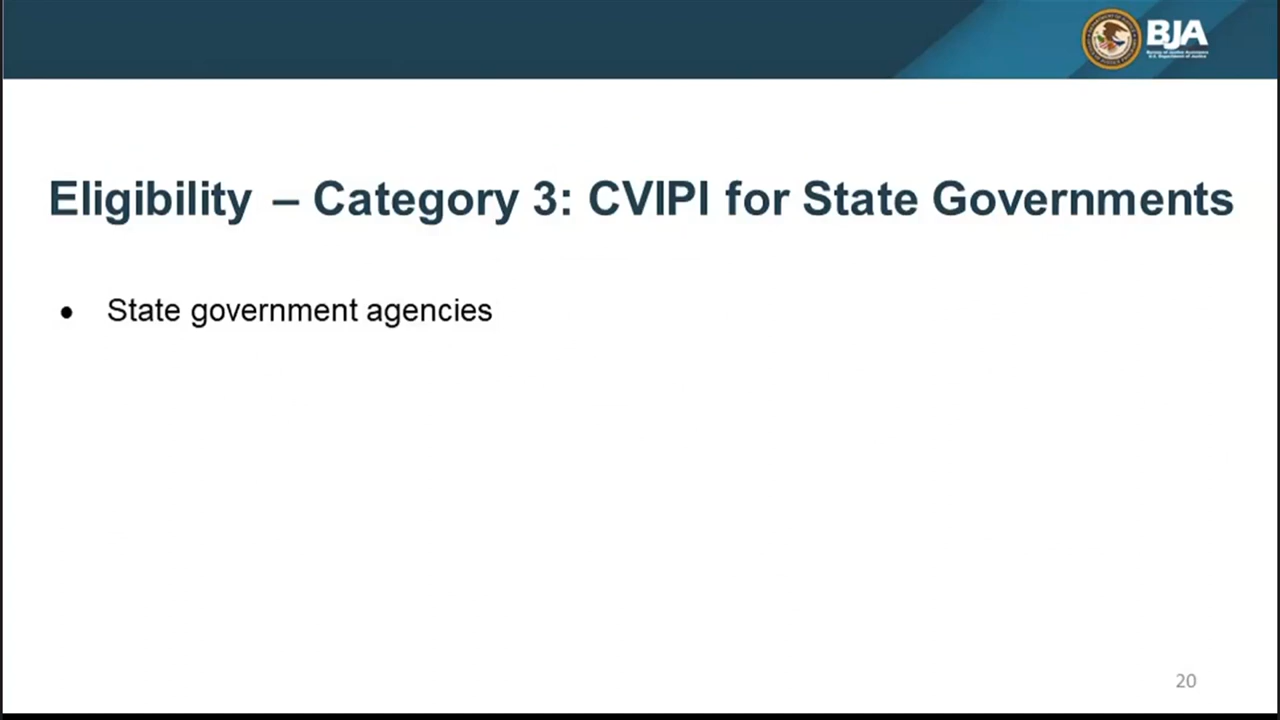 BJA
Bureau of Justice Assistance
U.S. Department of Justice
Eligibility – Category 3: CVIPI for State Governments
● State government agencies
20